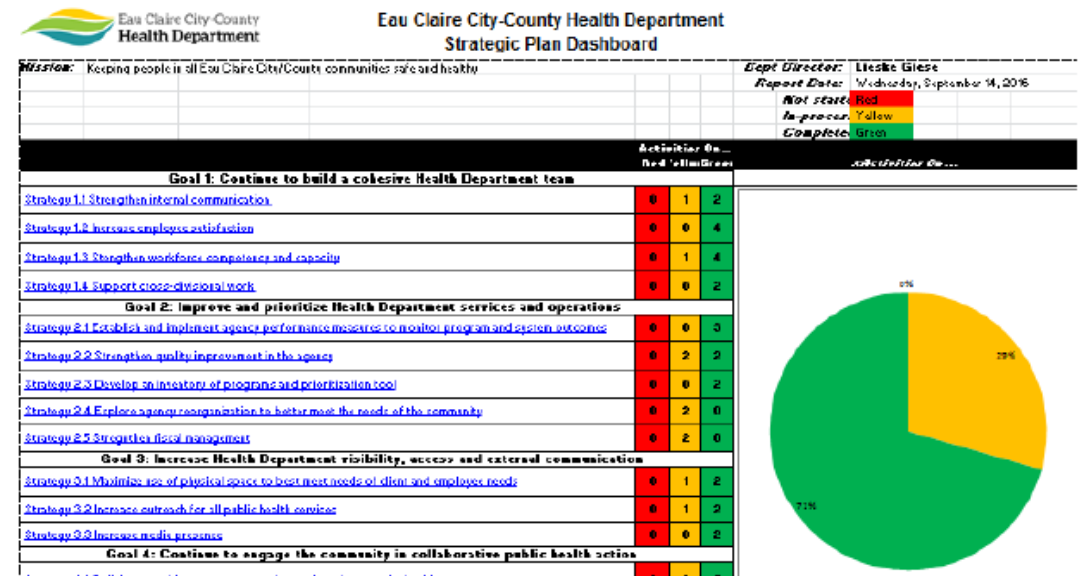 Eau Claire City-County
Health Department
Eau Claire City-County Health Department
Strategic Plan Dashboard
Mission: Keeping people in all Eau Claire City/County communities safe and healthy
Dept Director: Lieske Giese
Report Date: Wednesday, September 14, 2016
Not starte Red
In-proces Yellow
Complete Green
Activities On...
Red Green
Activities On...
Goal 1: Continue to build a cohesive Health Department team
Strategy 1.1 Strengthen internal communication 0 1 2
Strategy 1.2 Increase employee satisfaction 0 0 4
Strategy 1.3 Stengthen workforce competency and capacity 0 1 4
Strategy 1.4 Support cross-divisional work 0 0 2
Goal 2: Improve and prioritize Health Department services and operations
Strategy 2.1 Establish and implement agency performance measures to monitor program and system outcomes 0 0 3
Strategy 2.2 Strengthen quality improvement in the agency 0 2 2
Strategy 2.3 Develop an inventory of programs and prioritization tool 0 0 2
Strategy 2.4 Explore agency reorganization to better meet the needs of the community 0 2 0
Strategy 2.5 Strengthen fiscal management 0 2 0
Goal 3: Increase Health Department visibility, access and external communication
Strategy 3.1 Maximize use of physical space to best meet needs of client and employee needs 0 1 2
Strategy 3.2 Increase outreach for all public health services 0 1 2
Strategy 3.3 Increase media presence 0 0 2
Goal 4: Continue to engage the community in collaborative public health action
0%
29%
71%